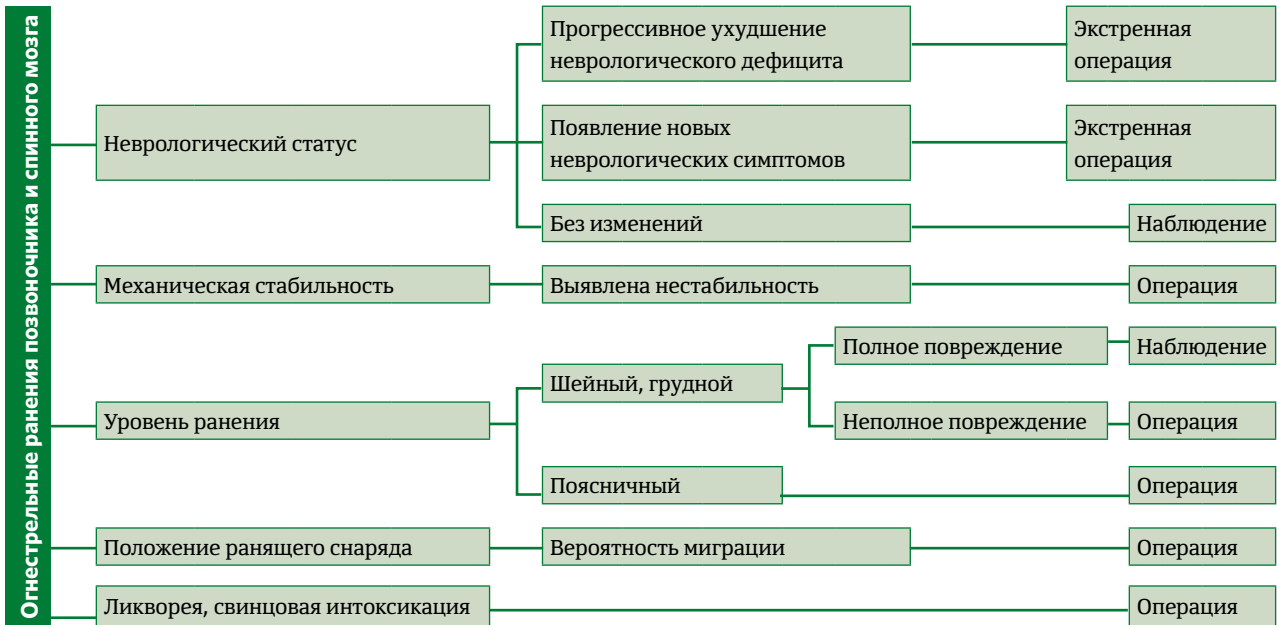 Огнестрельные ранения позвоночника и спинного мозга
Неврологический статус
Прогрессивное ухудшение
неврологического дефицита
Экстренная
операция
Появление новых
неврологических симптомов
Экстренная
операция
Без изменений
Наблюдение
Механическая стабильность
Выявлена нестабильность
Операция
Уровень ранения
Шейный, грудной
Полное повреждение
Наблюдение
Неполное повреждение
Операция
Поясничный
Операция
Положение ранящего снаряда
Вероятность миграции
Операция
Ликворея, свинцовая интоксикация
Операция